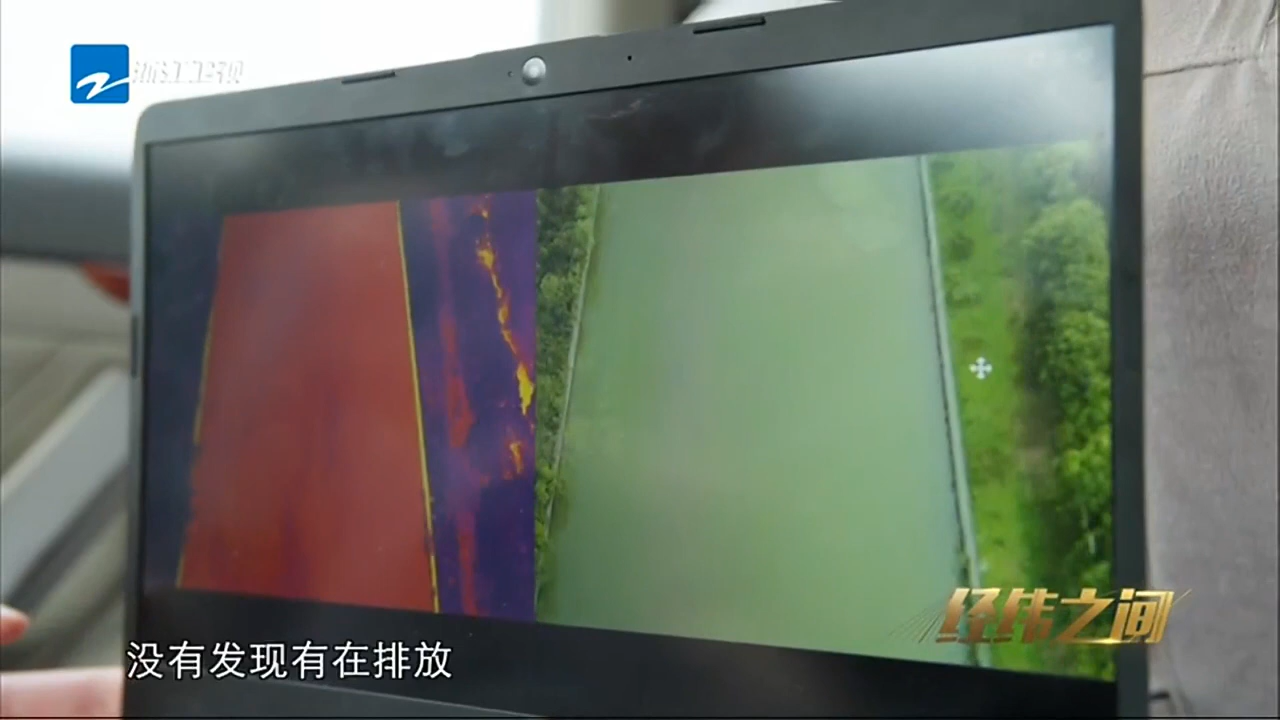 浙江卫视
没有发现有在排放
经纬之间